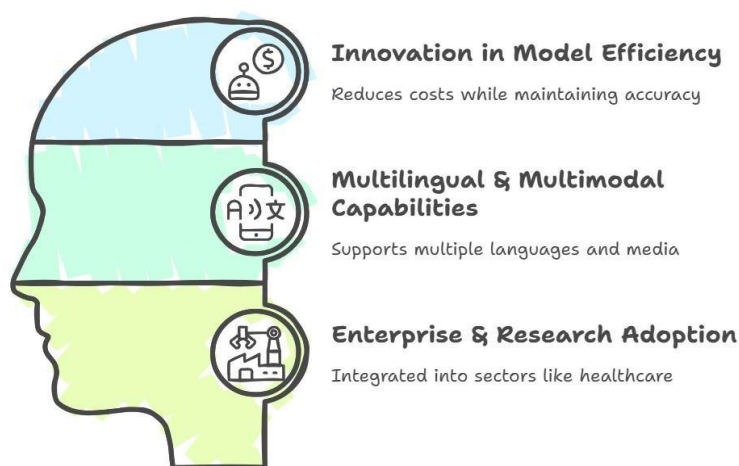 $
Innovation in Model Efficiency
Reduces costs while maintaining accuracy
A 文
Multilingual & Multimodal
Capabilities
Supports multiple languages and media
Enterprise & Research Adoption
Integrated into sectors like healthcare